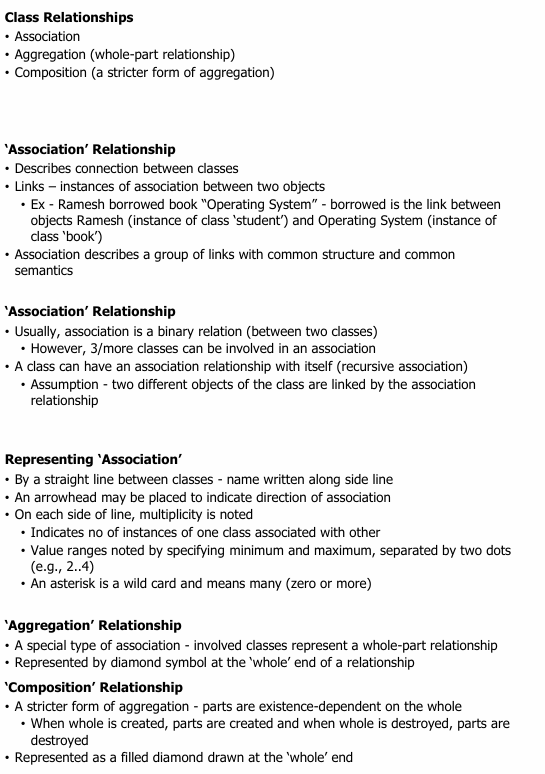 Class Relationships
• Association
• Aggregation (whole-part relationship)
• Composition (a stricter form of aggregation)
‘Association’ Relationship
• Describes connection between classes
• Links – instances of association between two objects
• Ex - Ramesh borrowed book “Operating System” - borrowed is the link between
objects Ramesh (instance of class ‘student’) and Operating System (instance of
class ‘book’)
• Association describes a group of links with common structure and common
semantics
‘Association’ Relationship
• Usually, association is a binary relation (between two classes)
• However, 3/more classes can be involved in an association
• A class can have an association relationship with itself (recursive association)
• Assumption - two different objects of the class are linked by the association
relationship
Representing ‘Association’
• By a straight line between classes - name written along side line
• An arrowhead may be placed to indicate direction of association
• On each side of line, multiplicity is noted
• Indicates no of instances of one class associated with other
• Value ranges noted by specifying minimum and maximum, separated by two dots
(e.g., 2..4)
• An asterisk is a wild card and means many (zero or more)
‘Aggregation’ Relationship
• A special type of association - involved classes represent a whole-part relationship
• Represented by diamond symbol at the ‘whole’ end of a relationship
‘Composition’ Relationship
• A stricter form of aggregation - parts are existence-dependent on the whole
• When whole is created, parts are created and when whole is destroyed, parts are
destroyed
• Represented as a filled diamond drawn at the ‘whole’ end